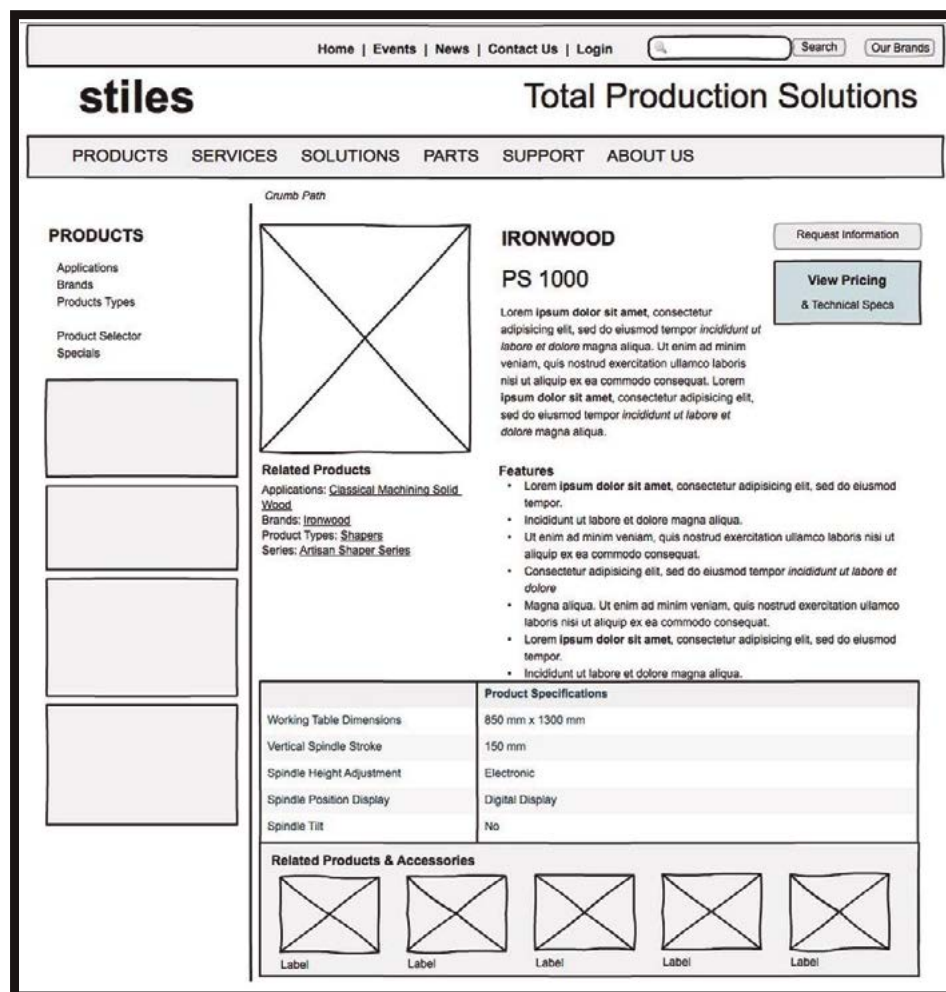 Home | Events | News | Contact Us | Login
Search
Our Brands
stiles
Total Production Solutions
PRODUCTS SERVICES SOLUTIONS PARTS SUPPORT ABOUT US
Crumb Path
PRODUCTS
Applications
Brands
Products Types
Product Selector
Specials
IRONWOOD
PS 1000
Lorem ipsum dolor sit amet, consectetur
adipisicing elit, sed do eiusmod tempor incididunt ut
labore et dolore magna aliqua. Ut enim ad minim
veniam, quis nostrud exercitation ullamco laboris
nisi ut aliquip ex ea commodo consequat. Lorem
ipsum dolor sit amet, consectetur adipisicing elit,
sed do eiusmod tempor incididunt ut labore et
dolore magna aliqua.
Request Information
View Pricing
& Technical Specs
Related Products
Applications: Classical Machining Solid
Wood
Brands: Ironwood
Product Types: Shapers
Series: Artisan Shaper Series
Features
• Lorem ipsum dolor sit amet, consectetur adipisicing elit, sed do eiusmod
tempor.
• Incididunt ut labore et dolore magna aliqua.
• Ut enim ad minim veniam, quis nostrud exercitation ullamco laboris nisi ut
aliquip ex ea commodo consequat.
• Consectetur adipisicing elit, sed do eiusmod tempor incididunt ut labore et
dolore
• Magna aliqua. Ut enim ad minim veniam, quis nostrud exercitation ullamco
laboris nisi ut aliquip ex ea commodo consequat.
• Lorem ipsum dolor sit amet, consectetur adipisicing elit, sed do eiusmod
tempor.
• Incididunt ut labore et dolore magna aliqua.
Product Specifications
Working Table Dimensions 850 mm x 1300 mm
Vertical Spindle Stroke 150 mm
Spindle Height Adjustment Electronic
Spindle Position Display Digital Display
Spindle Tilt No
Related Products & Accessories
Label Label Label Label Label